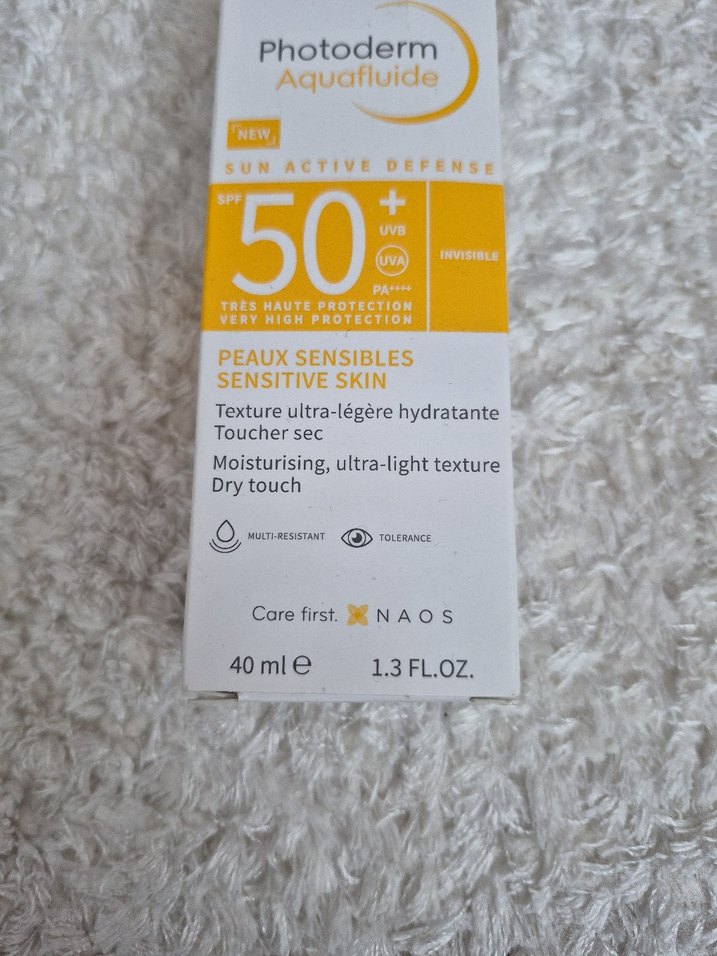 Photoderm
Aquafluide
NEW
SUN ACTIVE DEFENSE
SPF 50+
UVB
UVA
PA++++
INVISIBLE
TRÈS HAUTE PROTECTION
VERY HIGH PROTECTION
PEAUX SENSIBLES
SENSITIVE SKIN
Texture ultra-légère hydratante
Toucher sec
Moisturising, ultra-light texture
Dry touch
MULTI-RESISTANT TOLERANCE
Care first. NAOS
40 ml ℮ 1.3 FL.OZ.